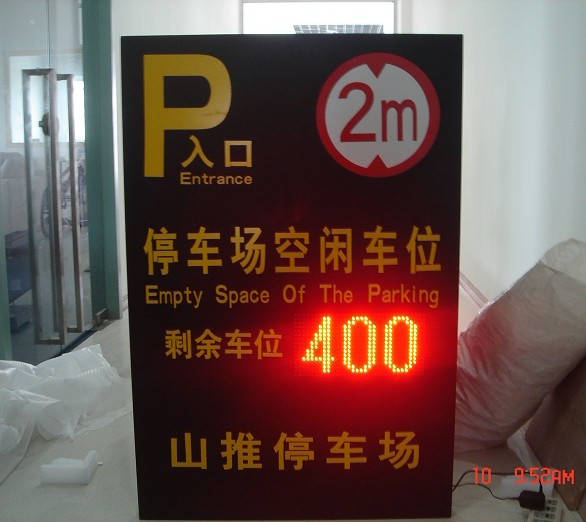 P
入口
Entrance
2m
停车场空闲车位
Empty Space Of The Parking
剩余车位 400
山推停车场
10 9:52AM